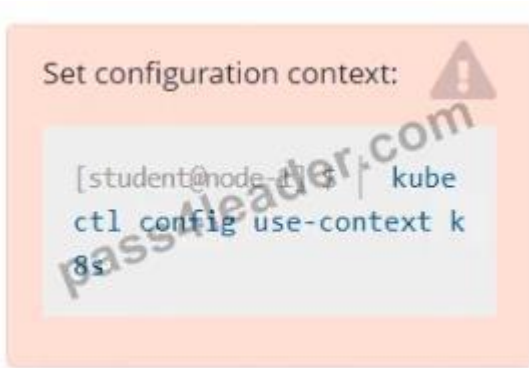 Set configuration context:
[student@node-1] $ | kube
ctl config use-context k
8s
pass4leader.com